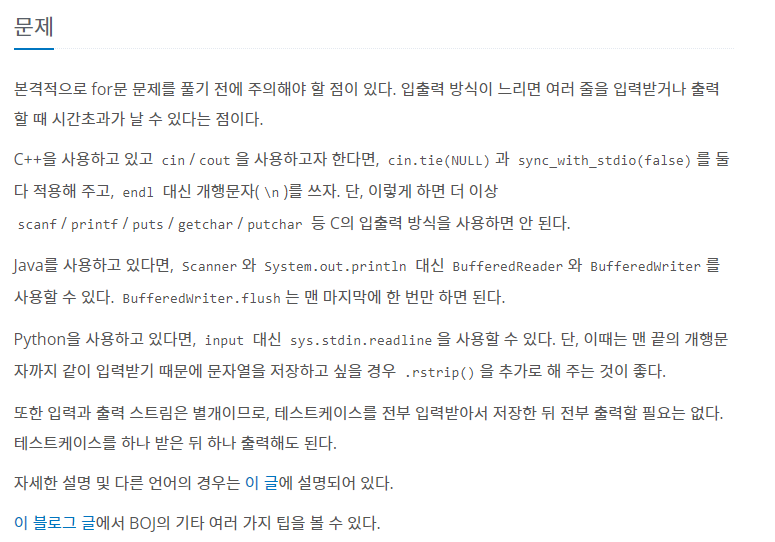 문제
본격적으로 for문 문제를 풀기 전에 주의해야 할 점이 있다. 입출력 방식이 느리면 여러 줄을 입력받거나 출력
할 때 시간초과가 날 수 있다는 점이다.
C++을 사용하고 있고 cin / cout 을 사용하고자 한다면, cin.tie(NULL) 과 sync_with_stdio(false) 를 둘
다 적용해 주고, endl 대신 개행문자( \n )를 쓰자. 단, 이렇게 하면 더 이상
scanf / printf / puts / getchar / putchar 등 C의 입출력 방식을 사용하면 안 된다.
Java를 사용하고 있다면, Scanner 와 System.out.println 대신 BufferedReader 와 BufferedWriter 를
사용할 수 있다. BufferedWriter.flush 는 맨 마지막에 한 번만 하면 된다.
Python을 사용하고 있다면, input 대신 sys.stdin.readline 을 사용할 수 있다. 단, 이때는 맨 끝의 개행문
자까지 같이 입력받기 때문에 문자열을 저장하고 싶을 경우 .rstrip() 을 추가로 해 주는 것이 좋다.
또한 입력과 출력 스트림은 별개이므로, 테스트케이스를 전부 입력받아서 저장한 뒤 전부 출력할 필요는 없다.
테스트케이스를 하나 받은 뒤 하나 출력해도 된다.
자세한 설명 및 다른 언어의 경우는 이 글에 설명되어 있다.
이 블로그 글에서 BOJ의 기타 여러 가지 팁을 볼 수 있다.